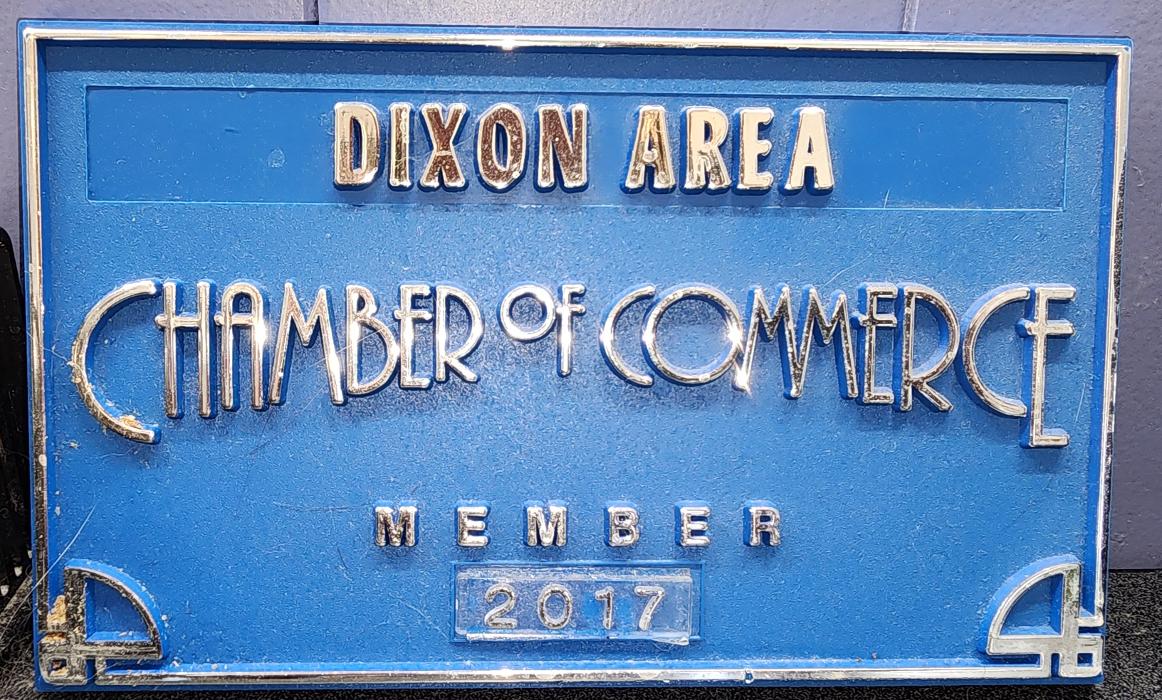 DIXON AREA
CHAMBER OF COMMERCE
MEMBER
2017